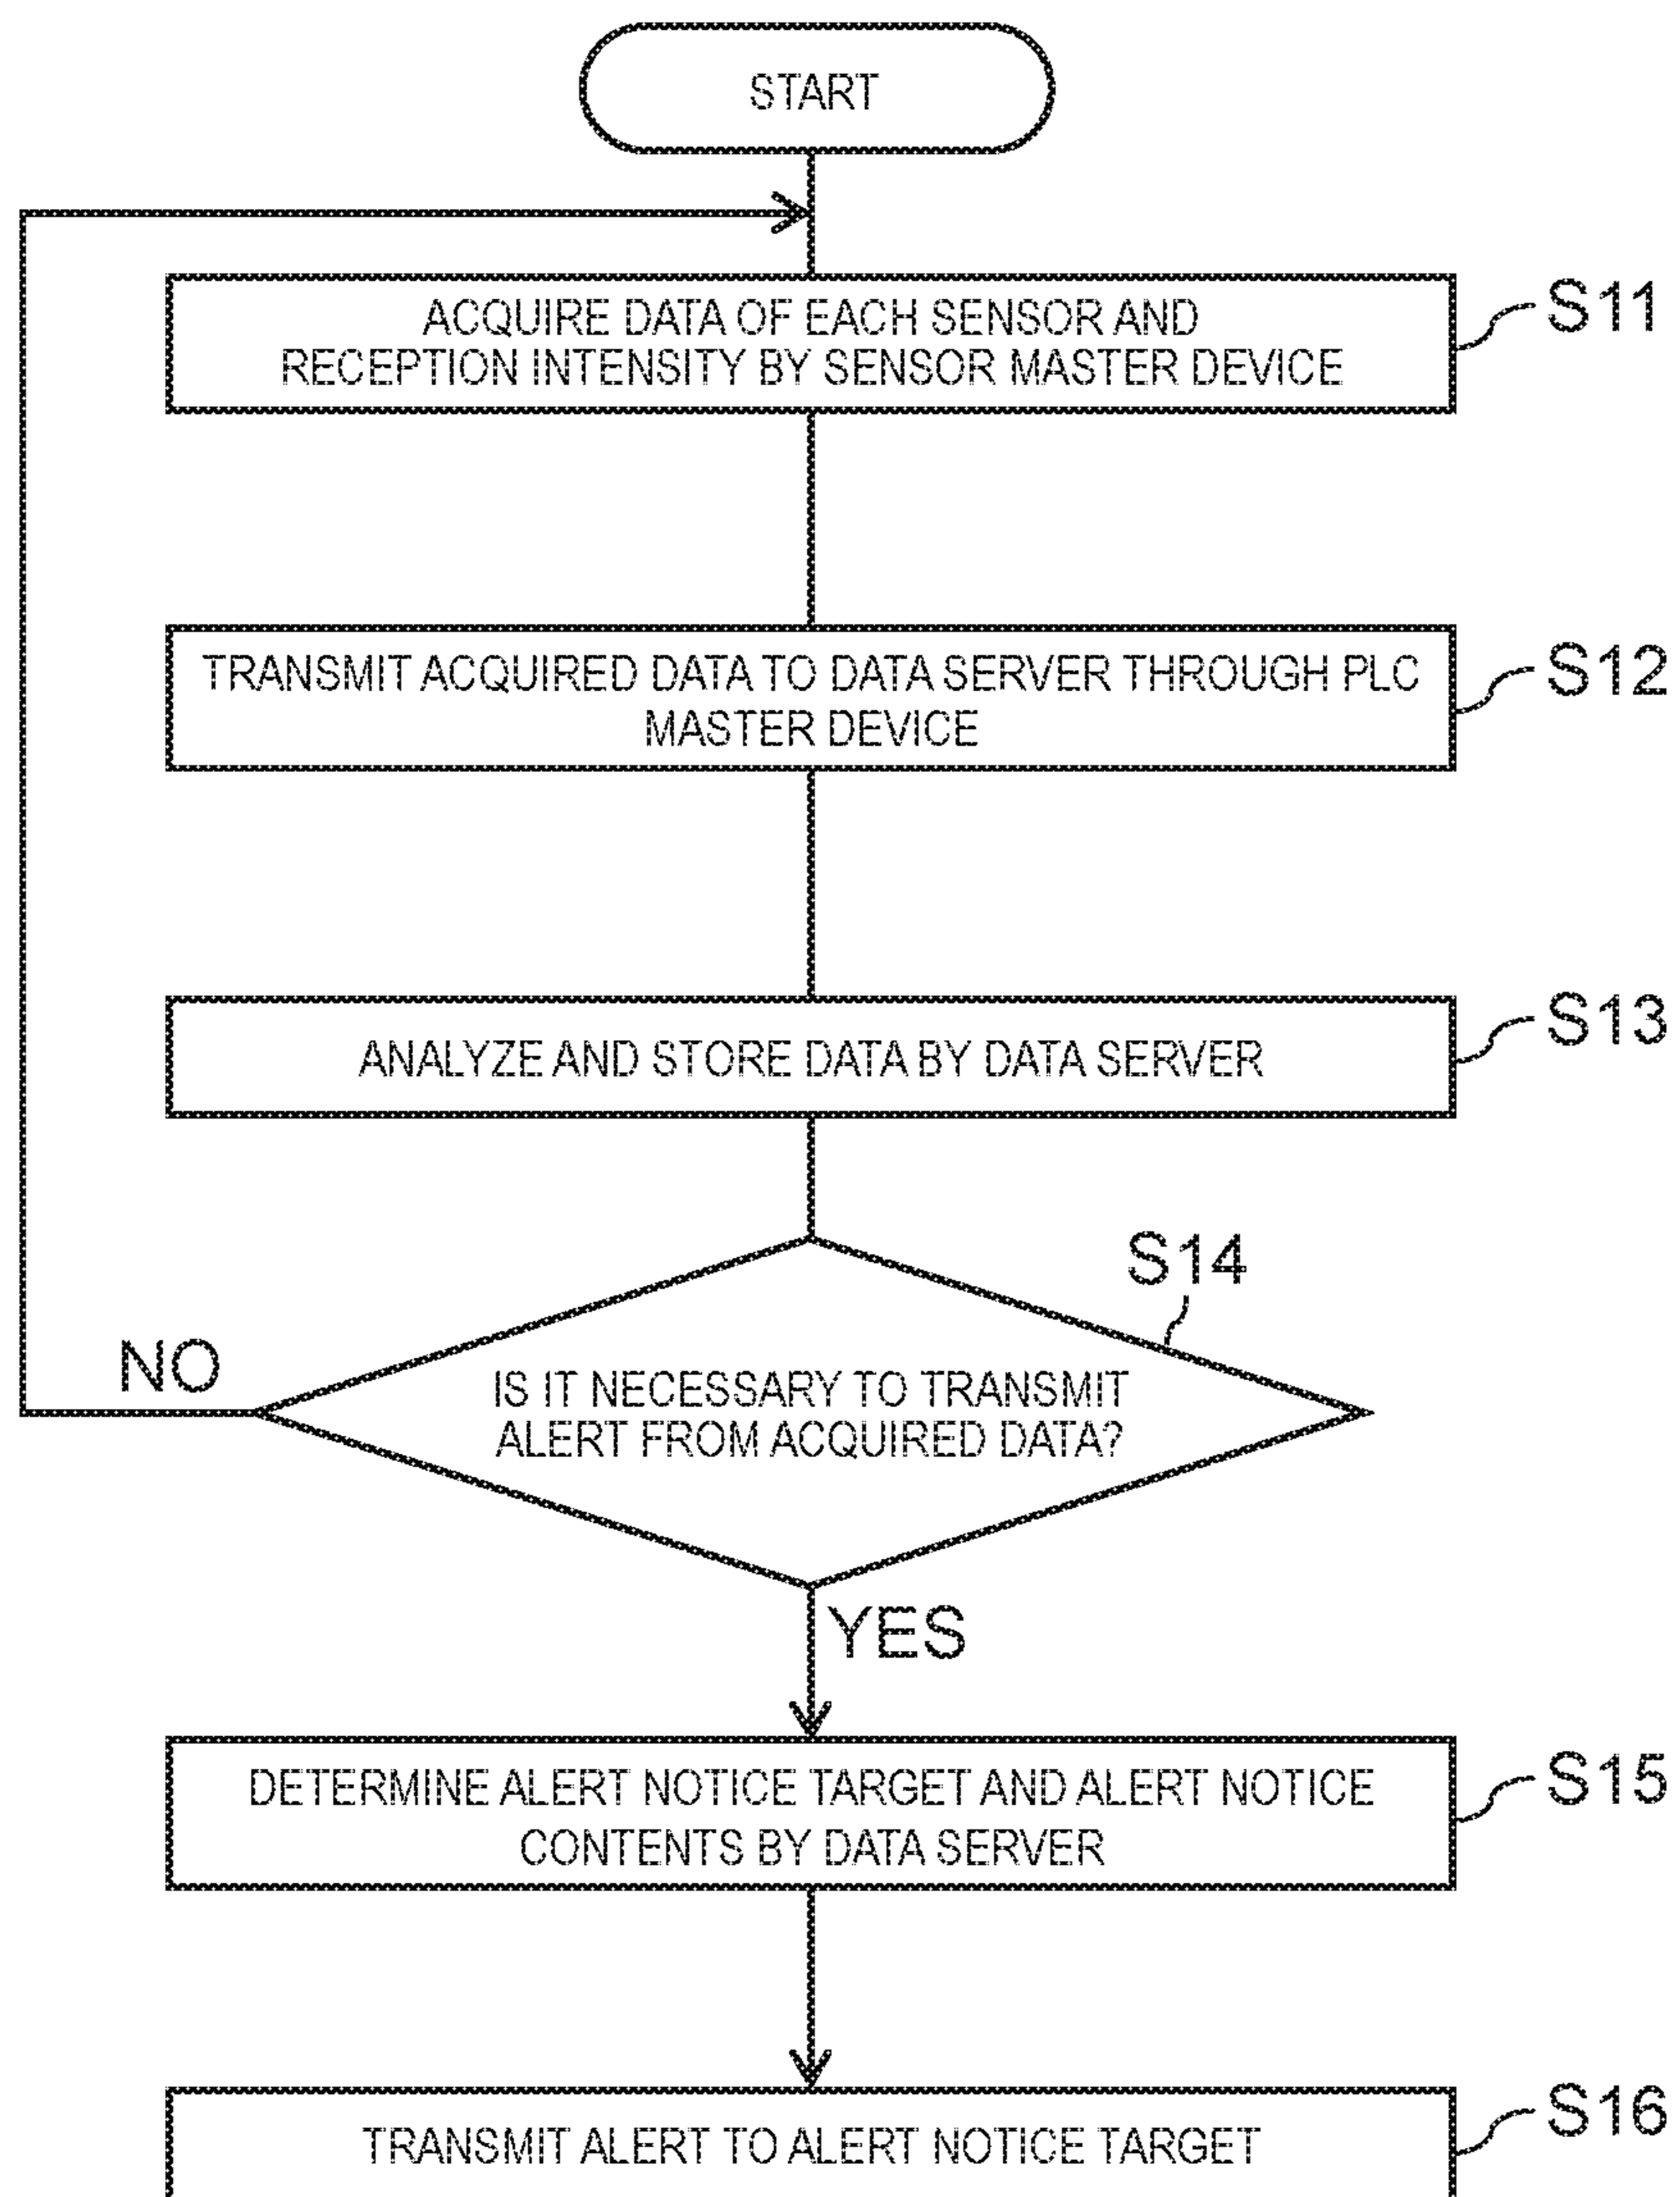 START
ACQUIRE DATA OF EACH SENSOR AND
RECEPTION INTENSITY BY SENSOR MASTER DEVICE
S11
TRANSMIT ACQUIRED DATA TO DATA SERVER THROUGH PLC
MASTER DEVICE
S12
ANALYZE AND STORE DATA BY DATA SERVER
S13
S14
IS IT NECESSARY TO TRANSMIT
ALERT FROM ACQUIRED DATA?
NO
YES
DETERMINE ALERT NOTICE TARGET AND ALERT NOTICE
CONTENTS BY DATA SERVER
S15
TRANSMIT ALERT TO ALERT NOTICE TARGET
S16